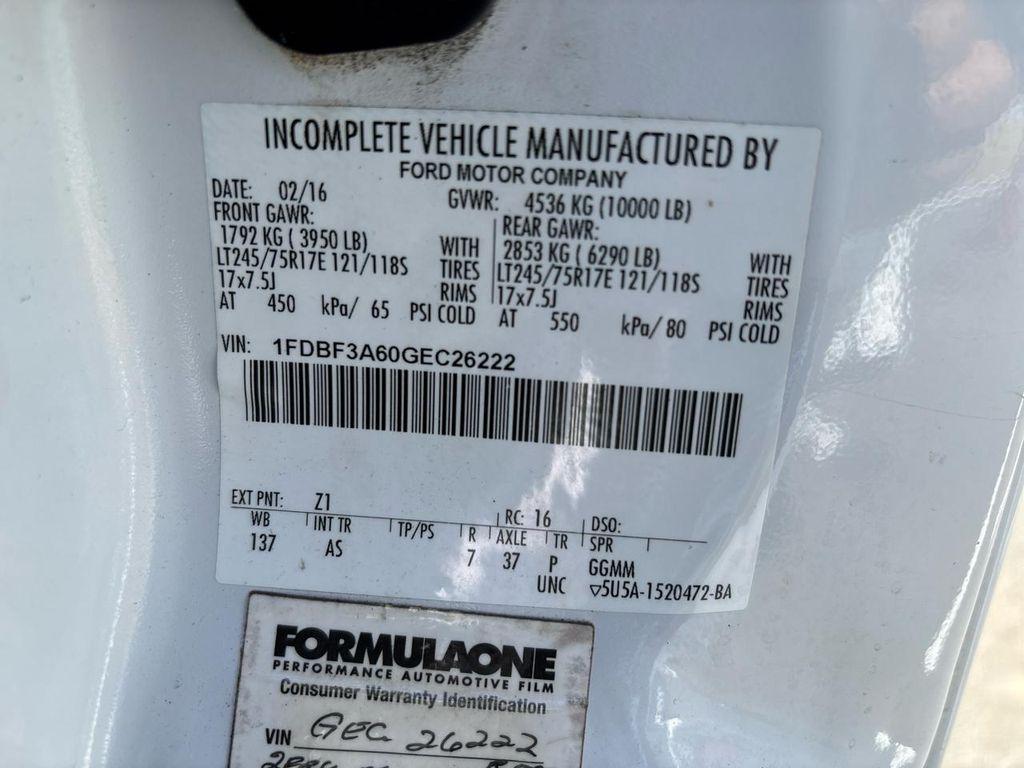 INCOMPLETE VEHICLE MANUFACTURED BY
FORD MOTOR COMPANY
DATE: 02/16 GVWR: 4536 KG (10000 LB)
FRONT GAWR: REAR GAWR:
1792 KG ( 3950 LB) WITH 2853 KG ( 6290 LB) WITH
LT245/75R17E 121/118S TIRES LT245/75R17E 121/118S TIRES
17x7.5J RIMS 17x7.5J RIMS
AT 450 kPa/ 65 PSI COLD AT 550 kPa/ 80 PSI COLD
VIN: 1FDBF3A60GEC26222
EXT PNT: Z1 RC: 16 DSO:
WB INT TR TP/PS R AXLE TR SPR
137 AS 7 37 P GGMM
UNC ▽5U5A-1520472-BA
FORMULAONE
PERFORMANCE AUTOMOTIVE FILM
Consumer Warranty Identification
VIN GEC 26222